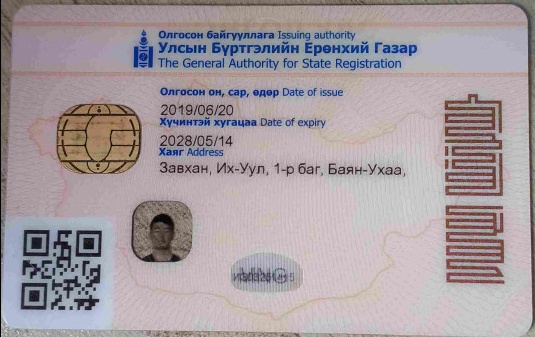 Олгосон байгууллага Issuing authority
Улсын Бүртгэлийн Ерөнхий Газар
The General Authority for State Registration
Олгосон он, сар, өдөр Date of issue
2019/06/20
Хүчинтэй хугацаа Date of expiry
2028/05/14
Хаяг Address
Завхан, Их-Уул, 1-р баг, Баян-Ухаа,